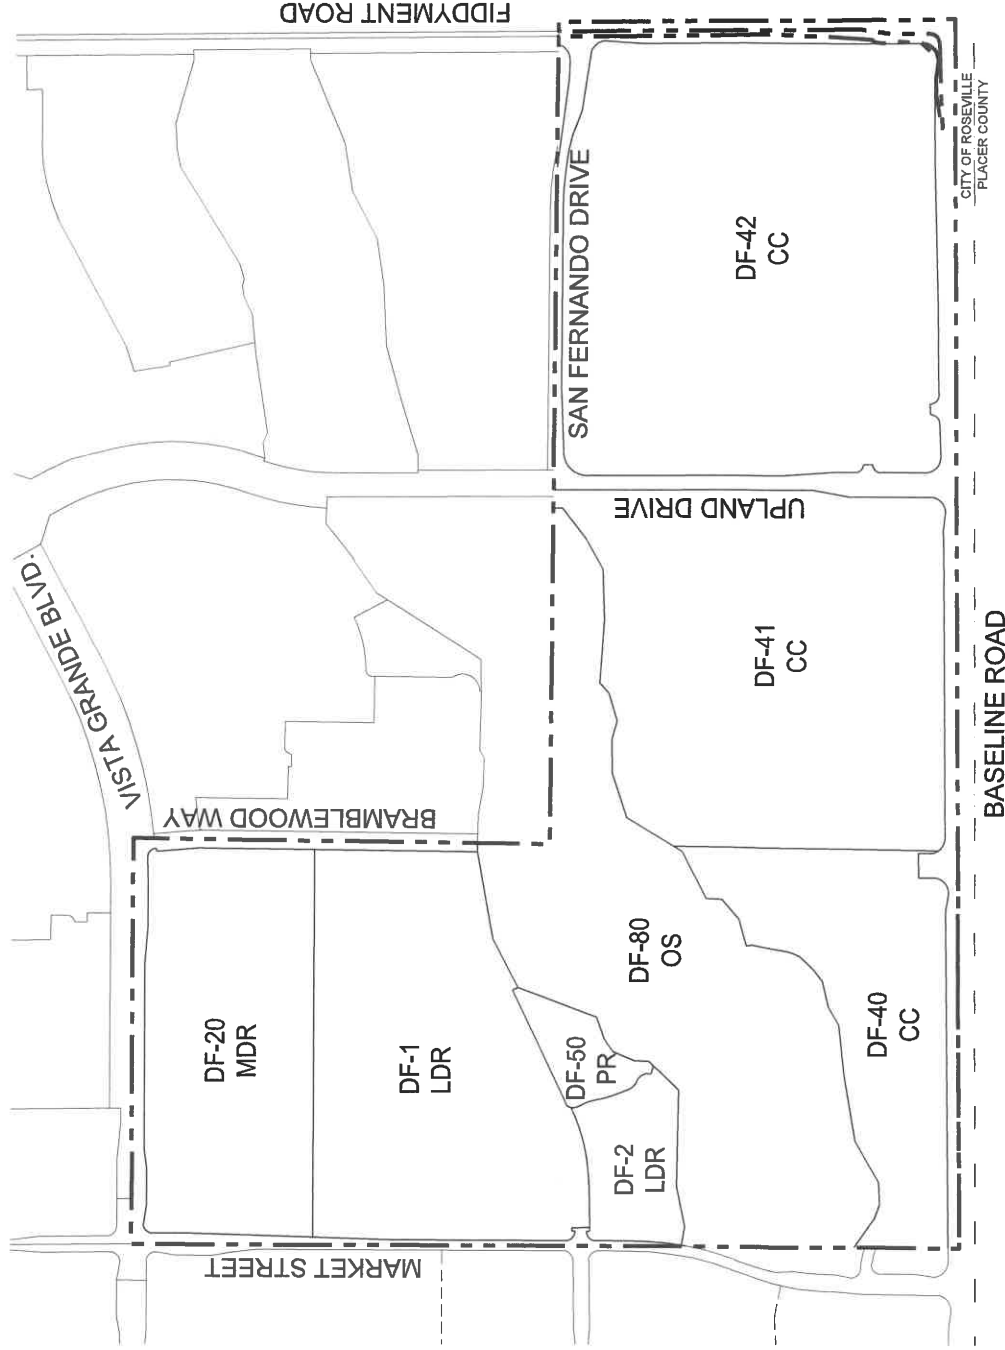 FIDDYMENT ROAD
CITY OF ROSEVILLE
PLACER COUNTY
SAN FERNANDO DRIVE
DF-42
CC
UPLAND DRIVE
VISTA GRANDE BLVD.
DF-41
CC
BASELINE ROAD
BRAMBLEWOOD WAY
DF-80
OS
DF-20
MDR
DF-1
LDR
DF-50
PR
DF-40
CC
DF-2
LDR
MARKET STREET